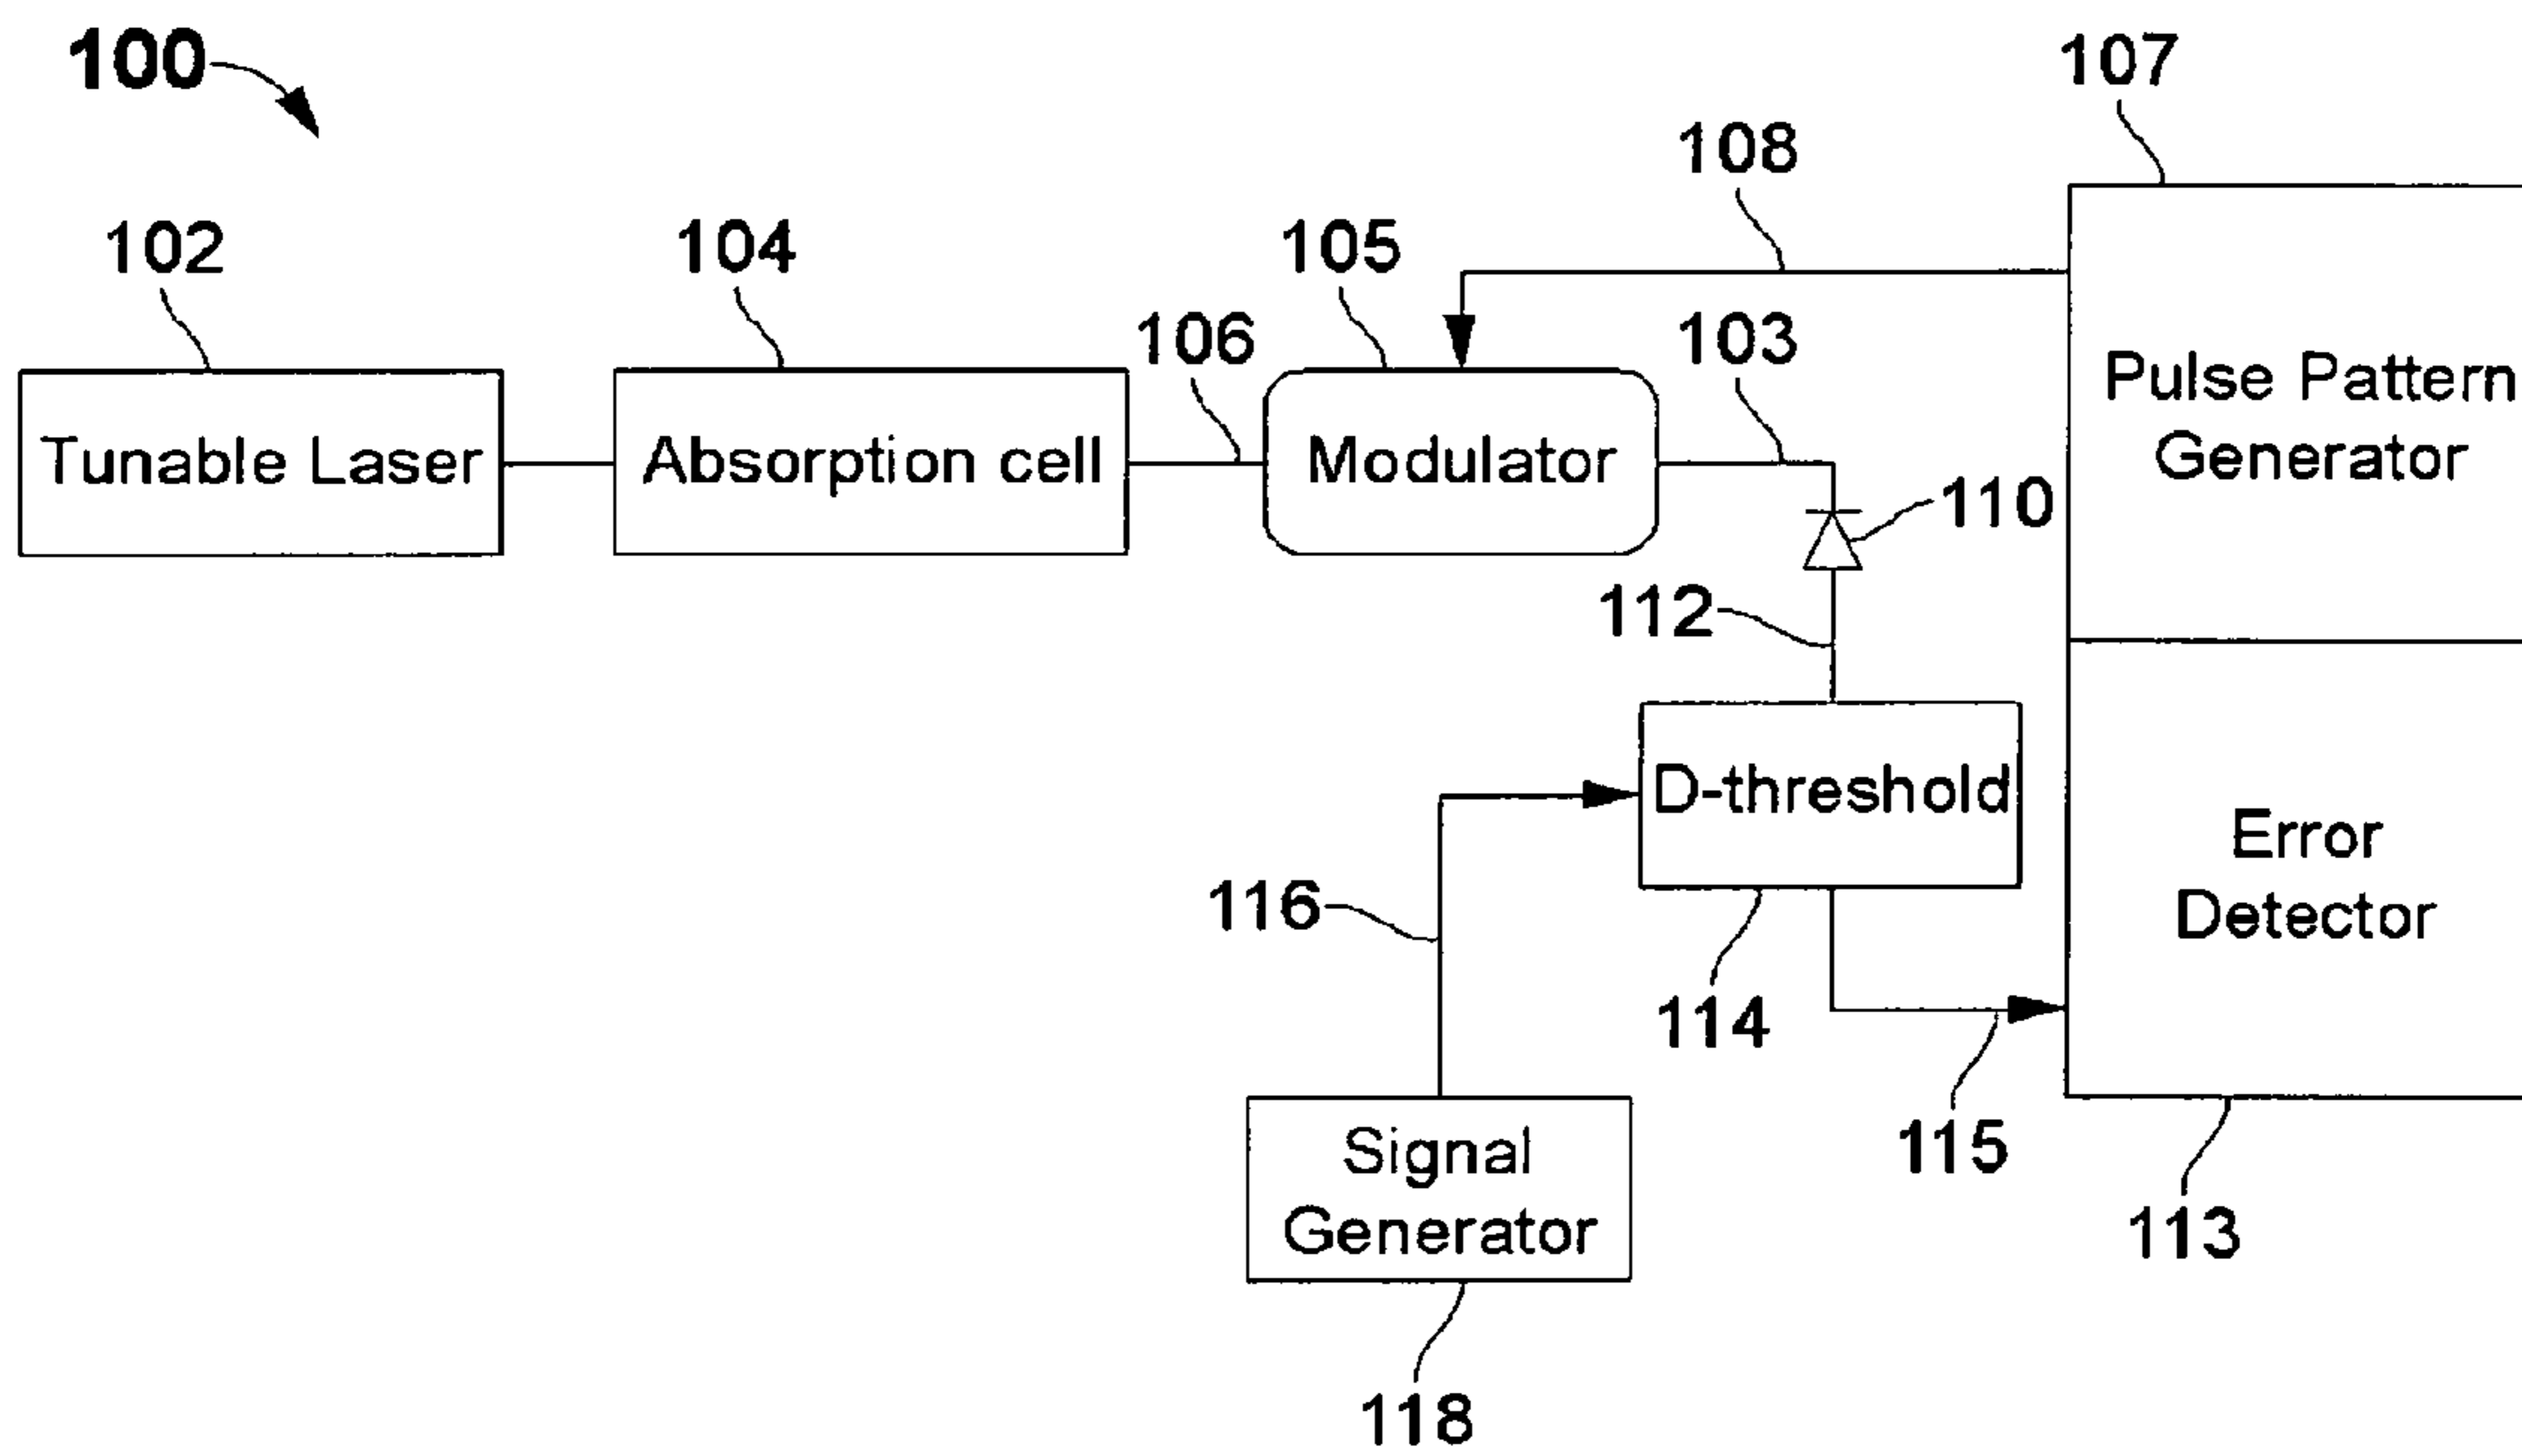 100
107
108
102
104
105
106
103
Tunable Laser
Absorption cell
Modulator
Pulse Pattern
Generator
110
112
D-threshold
Error
Detector
116
114
115
Signal
Generator
113
118